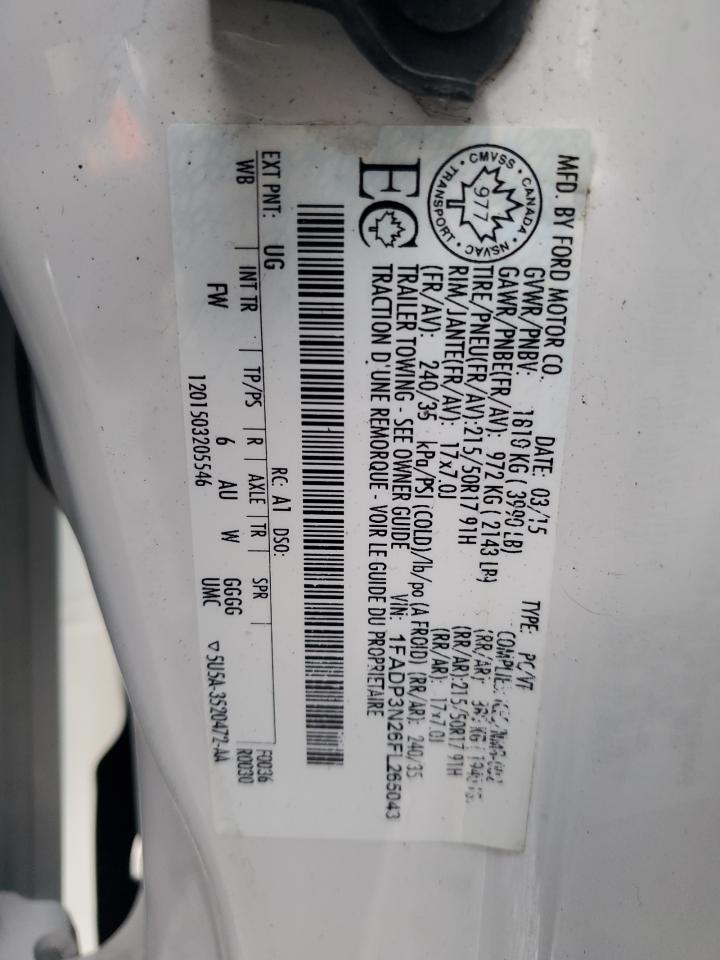 MFD. BY FORD MOTOR CO.
DATE: 03/15 TYPE: PC/VT
GVWR/PNBV: 1810 KG ( 3990 LB)
GAWR/PNBE(FR/AV): 972 KG ( 2143 LB) (RR/AR):
TIRE/PNEU(FR/AV):215/50R17 91H (RR/AR):215/50R17 91H
RIM/JANTE(FR/AV): 17x7.0J (RR/AR): 17x7.0J
(FR/AV): 240/35 kPa/PSI (COLD)/lb/po (A FROID) (RR/AR): 240/35
TRAILER TOWING - SEE OWNER GUIDE VIN: 1FADP3N26FL265043
TRACTION D'UNE REMORQUE - VOIR LE GUIDE DU PROPRIETAIRE
CMVSS · CANADA · NSVAC · TRANSPORT
977
EC
EXT PNT: UG RC: A1 DSO: F0036
WB INT TR TP/PS R AXLE TR SPR R0030
FW 6 AU W GGGG
UMC
1201503205546 ▽5U5A-3520472-AA